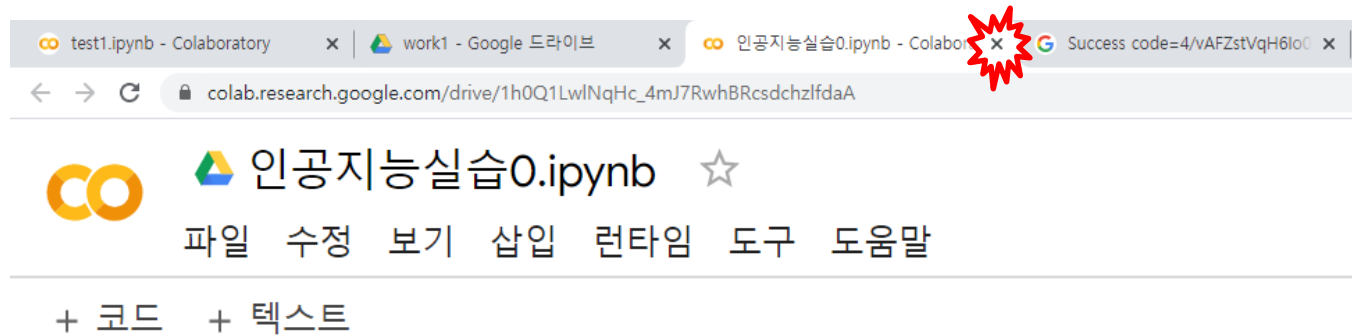 test1.ipynb - Colaboratory work1 - Google 드라이브 인공지능실습0.ipynb - Colabor Success code=4/vAFZstVqH6Io0
colab.research.google.com/drive/1h0Q1LwlNqHc_4mJ7RwhBRcsdchzlfdaA
인공지능실습0.ipynb
파일 수정 보기 삽입 런타임 도구 도움말
+ 코드 + 텍스트